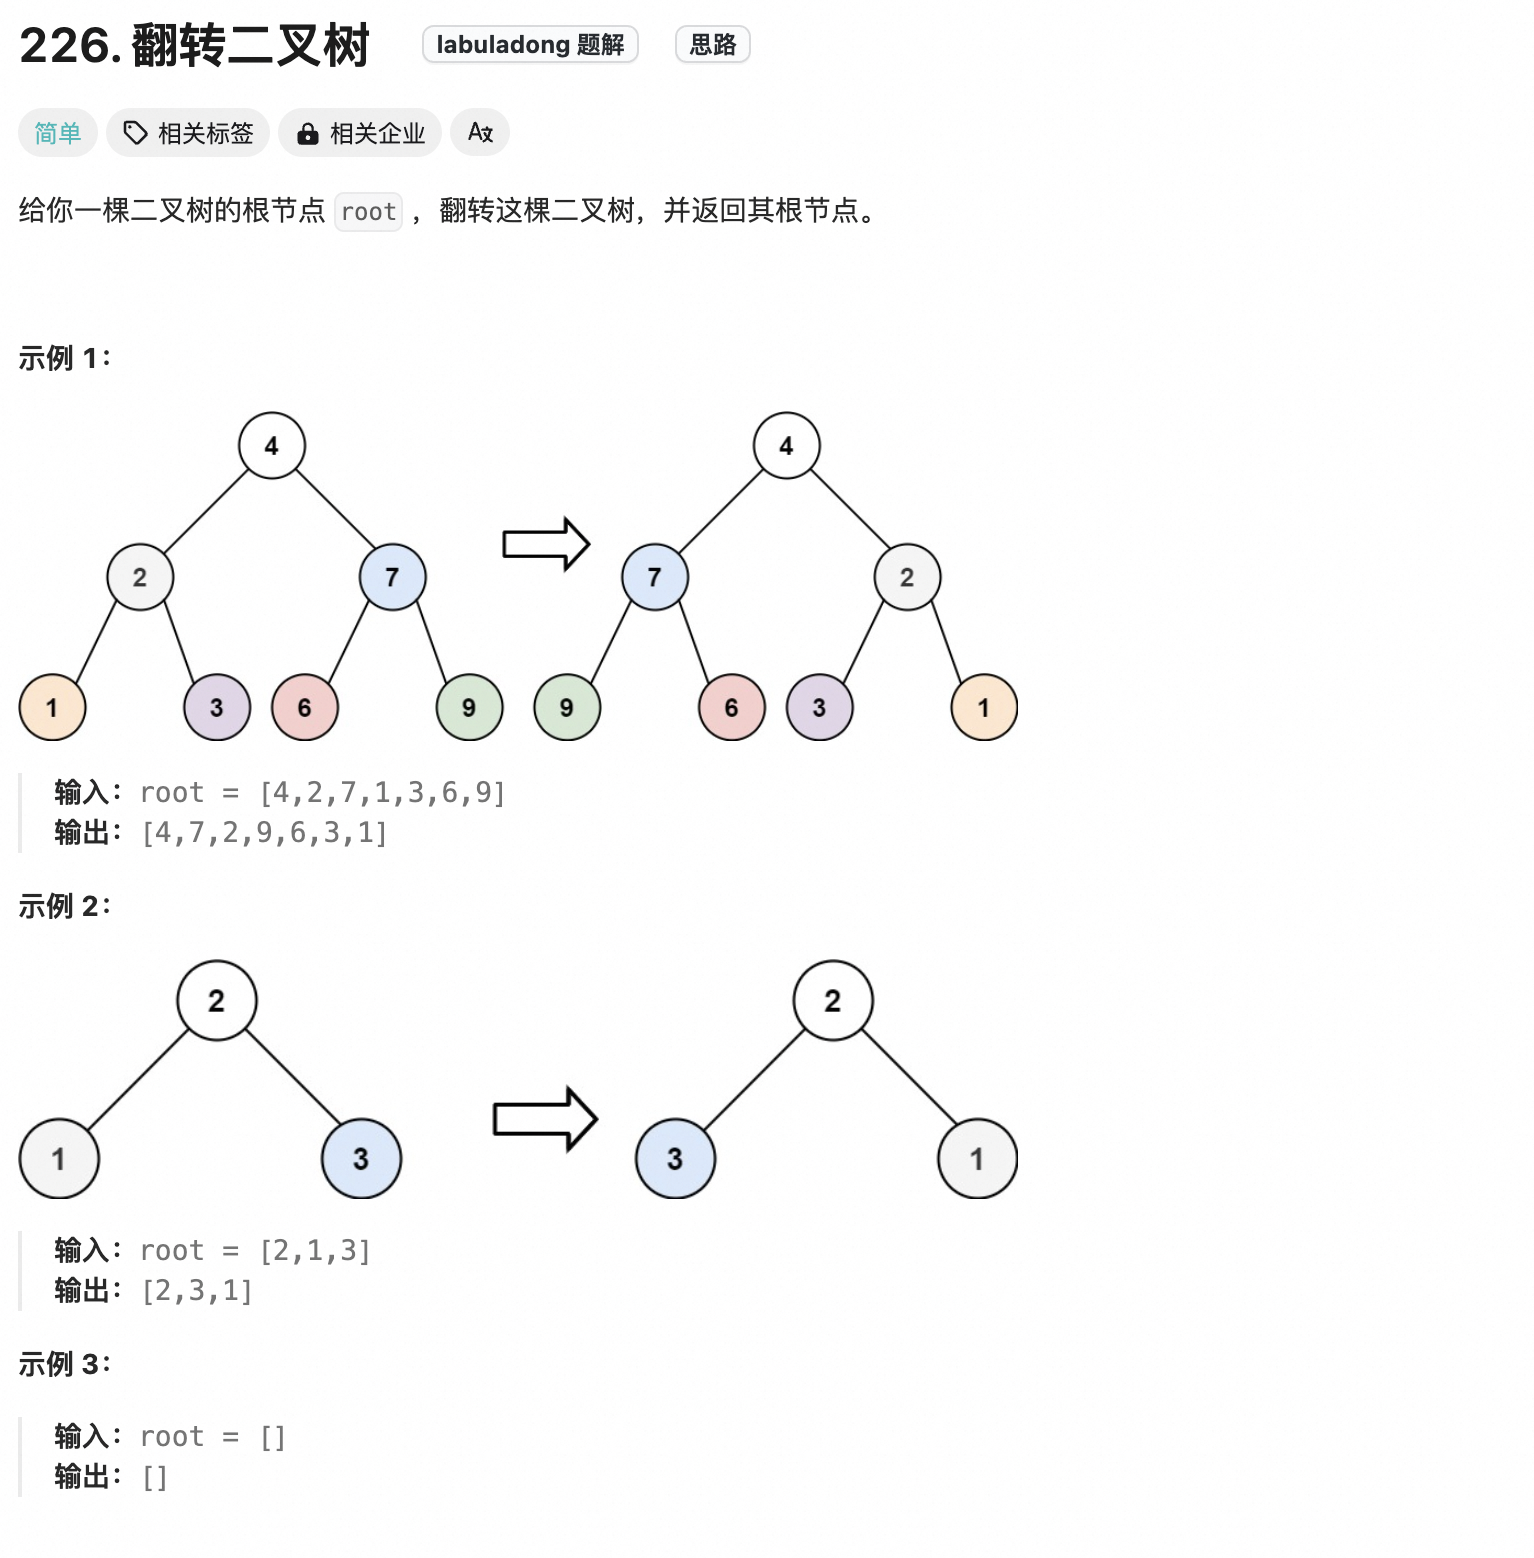 226. 翻转二叉树 labuladong 题解 思路
简单 相关标签 相关企业 A文
给你一棵二叉树的根节点 root ，翻转这棵二叉树，并返回其根节点。
示例 1：
4 4
2 7 7 2
1 3 6 9 9 6 3 1
输入：root = [4,2,7,1,3,6,9]
输出：[4,7,2,9,6,3,1]
示例 2：
2 2
1 3 3 1
输入：root = [2,1,3]
输出：[2,3,1]
示例 3：
输入：root = []
输出：[]